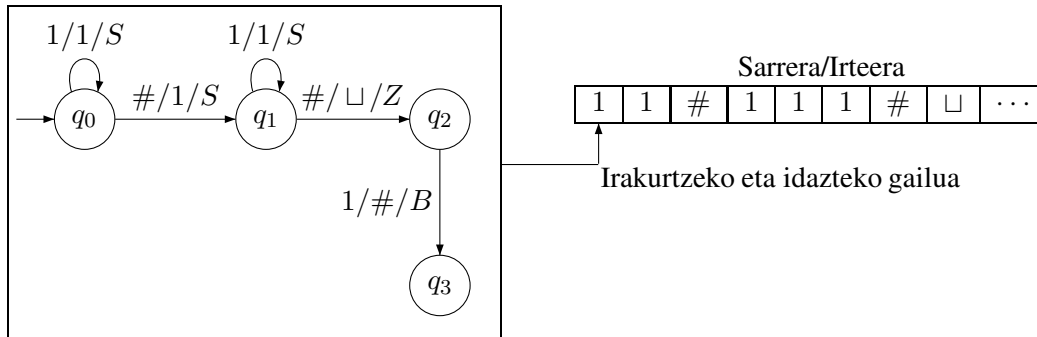 1/1/S 1/1/S
Sarrera/Irteera
#/1/S #/⊔/Z
q0 q1 q2
1 1 # 1 1 1 # ⊔ ···
Irakurtzeko eta idazteko gailua
1/#/B
q3